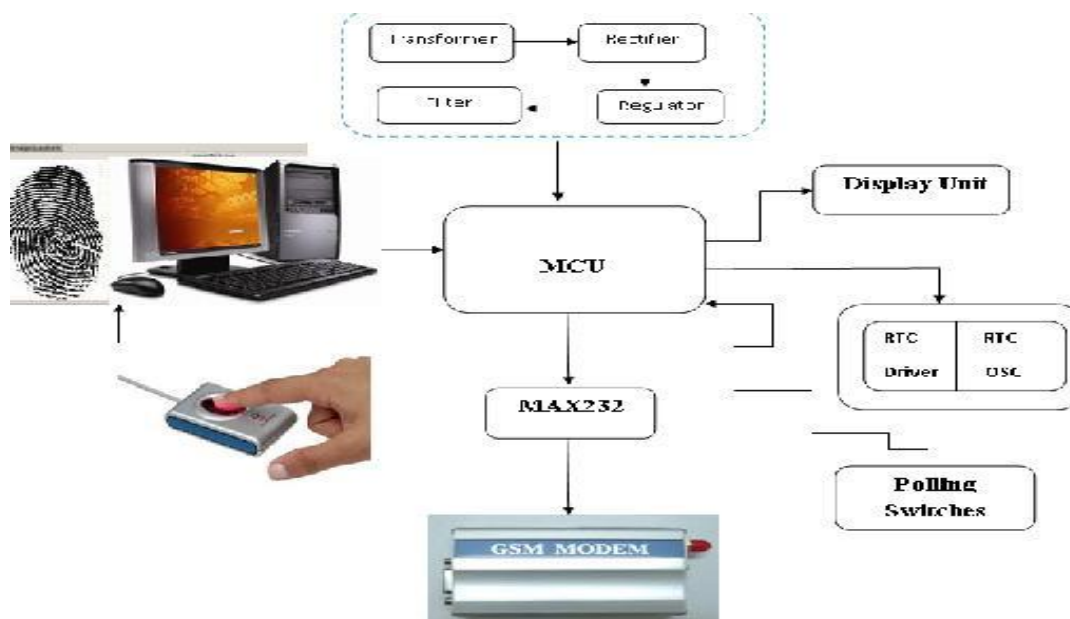 Transformer
Rectifier
Filter
Regulator
Display Unit
MCU
RTC
RTC
Driver
OSC
MAX232
Polling
Switches
GSM MODEM